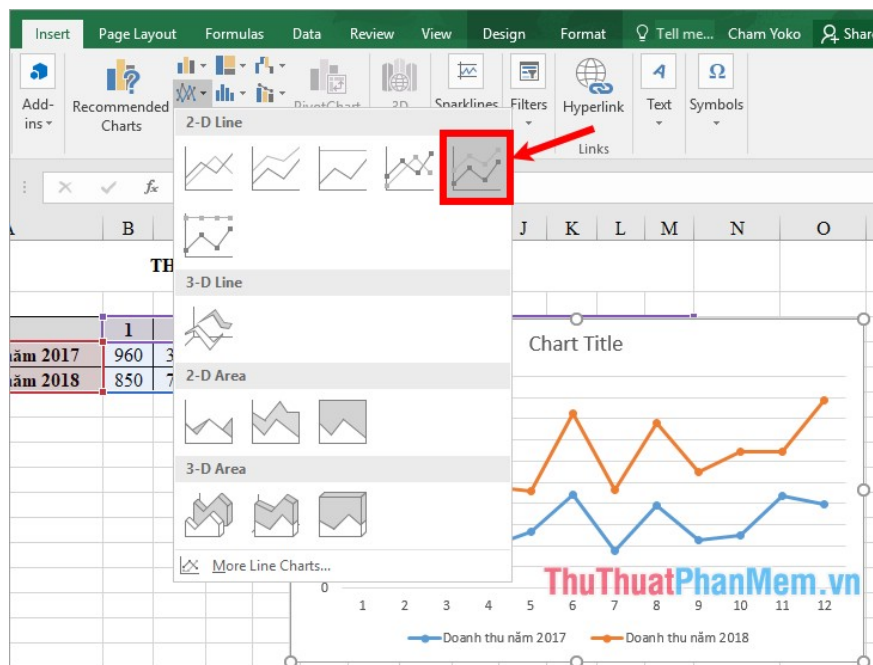 Insert Page Layout Formulas Data Review View Design Format Tell me... Cham Yoko Share
Add-
ins
Recommended
Charts
PivotChart 3D Sparklines Filters
Hyperlink
Links
Text Symbols
2-D Line
3-D Line
2-D Area
3-D Area
More Line Charts...
fx
B J K L M N O
TH
1
năm 2017 960 3
năm 2018 850 7
Chart Title
0
1 2 3 4 5 6 7 8 9 10 11 12
Doanh thu năm 2017 Doanh thu năm 2018
ThuThuatPhanMem.vn